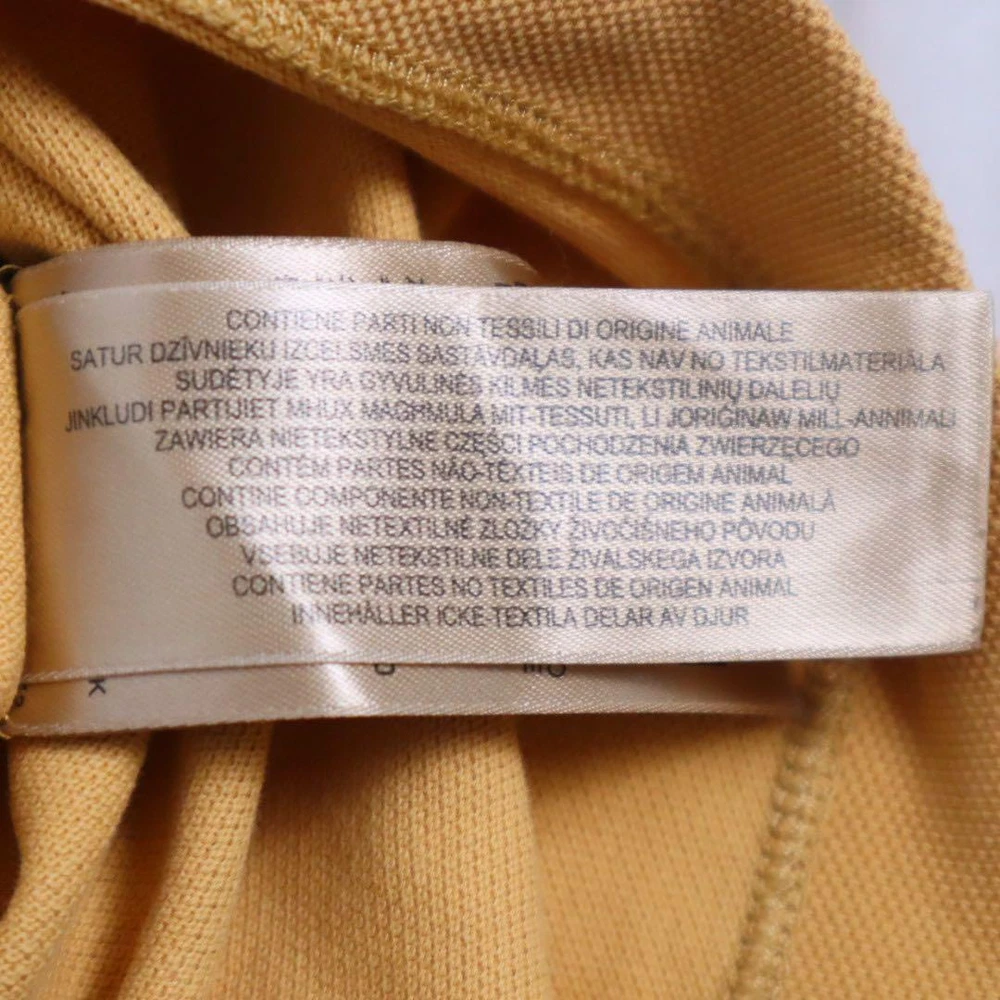 CONTIENE PARTI NON TESSILI DI ORIGINE ANIMALE
SATUR DZĪVNIEKU IZCELSMES SASTĀVDAĻAS, KAS NAV NO TEKSTILMATERIĀLA
SUDĖTYJE YRA GYVULINĖS KILMĖS NETEKSTILINIŲ DALELIU
JINKLUDI PARTIJIET MHUX MAGHMULA MIT-TESSUTI, LI JORIĠINAW MILL-ANNIMALI
ZAWIERA NIETEKSTYLNE CZĘŚCI POCHODZENIA ZWIERZĘCEGO
CONTÉM PARTES NÃO-TÊXTEIS DE ORIGEM ANIMAL
CONTINE COMPONENTE NON-TEXTILE DE ORIGINE ANIMALĂ
OBSAHUJE NETEXTILNÉ ZLOŽKY ŽIVOČIŠNEHO PÔVODU
VSEBUJE NETEKSTILNE DELE ŽIVALSKEGA IZVORA
CONTIENE PARTES NO TEXTILES DE ORIGEN ANIMAL
INNEHÅLLER ICKE-TEXTILA DELAR AV DJUR